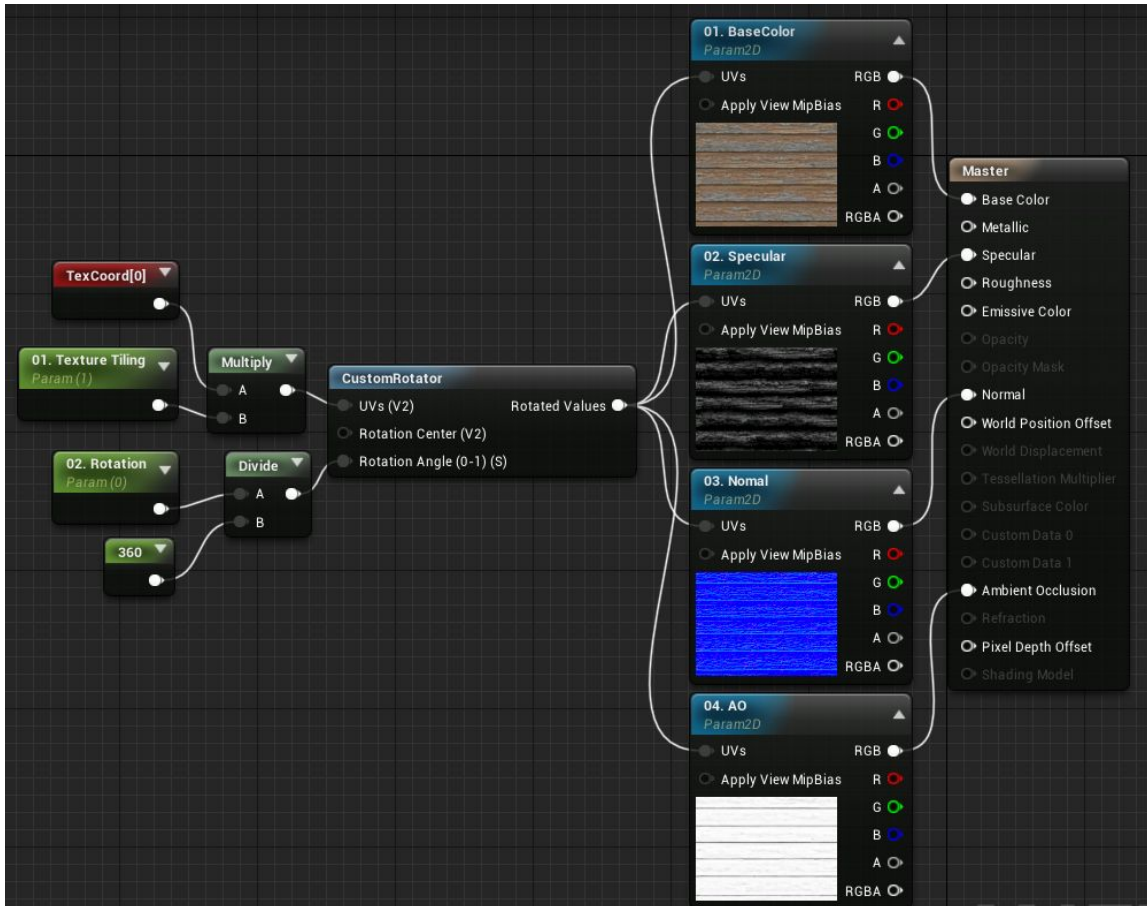 TexCoord[0]
01. Texture Tiling
Param (1)
Multiply
A
B
02. Rotation
Param (0)
Divide
A
B
360
CustomRotator
UVs (V2)
Rotated Values
Rotation Center (V2)
Rotation Angle (0-1) (S)
01. BaseColor
Param2D
UVs
RGB
Apply View MipBias
R
G
B
A
RGBA
02. Specular
Param2D
UVs
RGB
Apply View MipBias
R
G
B
A
RGBA
03. Nomal
Param2D
UVs
RGB
Apply View MipBias
R
G
B
A
RGBA
04. AO
Param2D
UVs
RGB
Apply View MipBias
R
G
B
A
RGBA
Master
Base Color
Metallic
Specular
Roughness
Emissive Color
Opacity
Opacity Mask
Normal
World Position Offset
World Displacement
Tessellation Multiplier
Subsurface Color
Custom Data 0
Custom Data 1
Ambient Occlusion
Refraction
Pixel Depth Offset
Shading Model